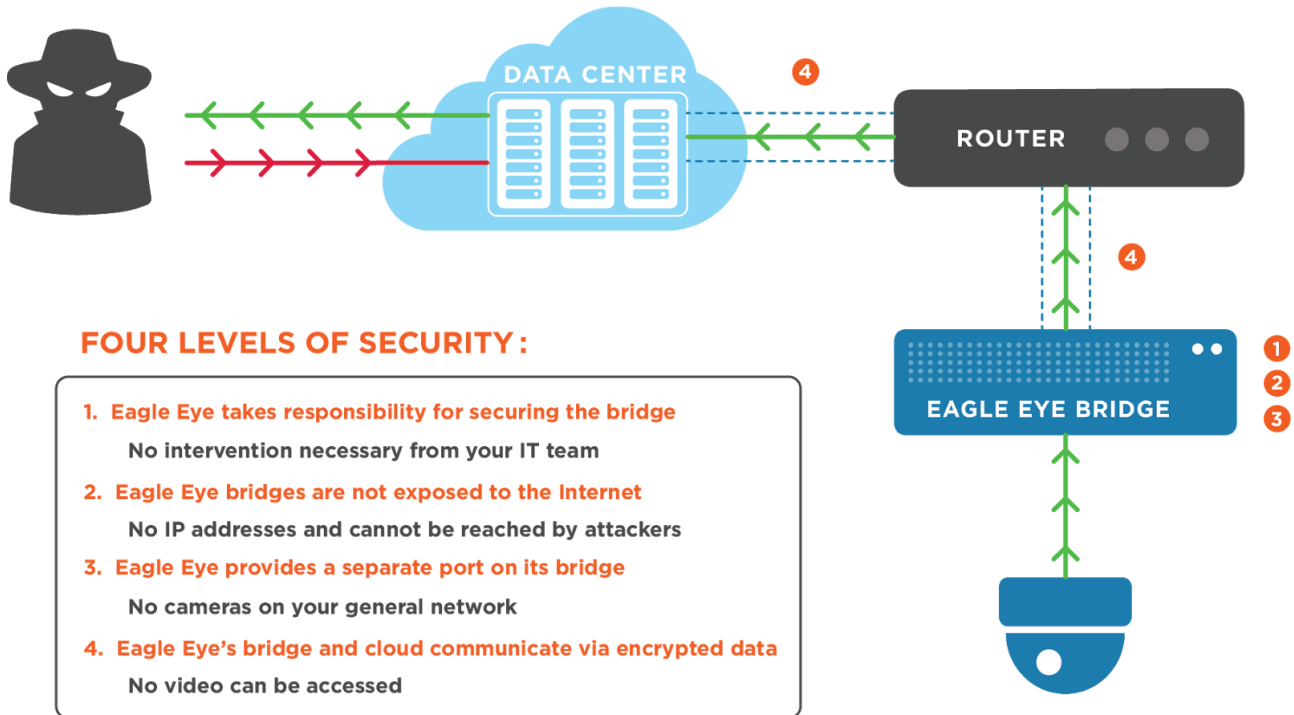 DATA CENTER
4
ROUTER
4
FOUR LEVELS OF SECURITY:
1
2
EAGLE EYE BRIDGE
3
1. Eagle Eye takes responsibility for securing the bridge
No intervention necessary from your IT team
2. Eagle Eye bridges are not exposed to the Internet
No IP addresses and cannot be reached by attackers
3. Eagle Eye provides a separate port on its bridge
No cameras on your general network
4. Eagle Eye’s bridge and cloud communicate via encrypted data
No video can be accessed